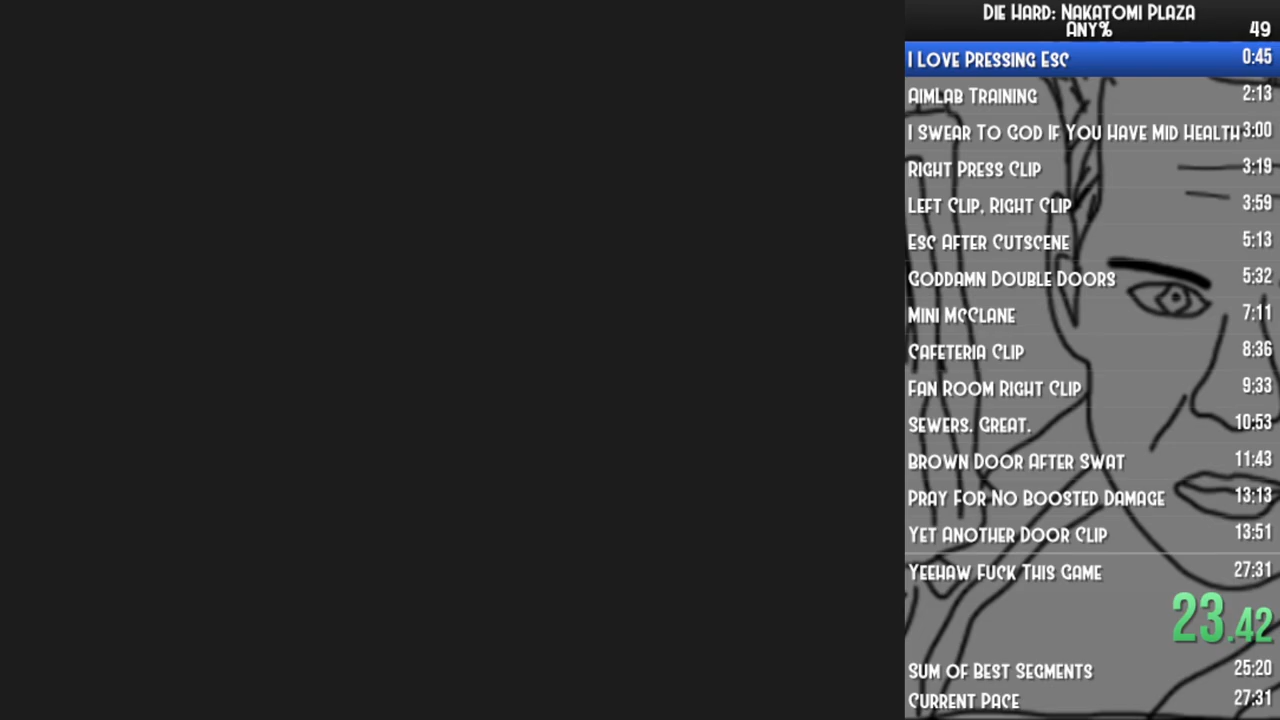 Die Hard: Nakatomi Plaza
Any% 49
I Love Pressing Esc 0:45
Aimlab Training 2:13
I Swear To God If You Have Mid Health 3:00
Right Press Clip 3:19
Left Clip, Right Clip 3:59
Esc After Cutscene 5:13
Goddamn Double Doors 5:32
Mini McClane 7:11
Cafeteria Clip 8:36
Fan Room Right Clip 9:33
Sewers. Great. 10:53
Brown Door After Swat 11:43
Pray For No Boosted Damage 13:13
Yet Another Door Clip 13:51
Yeehaw Fuck This Game 27:31
23.42
Sum of Best Segments 25:20
Current Pace 27:31